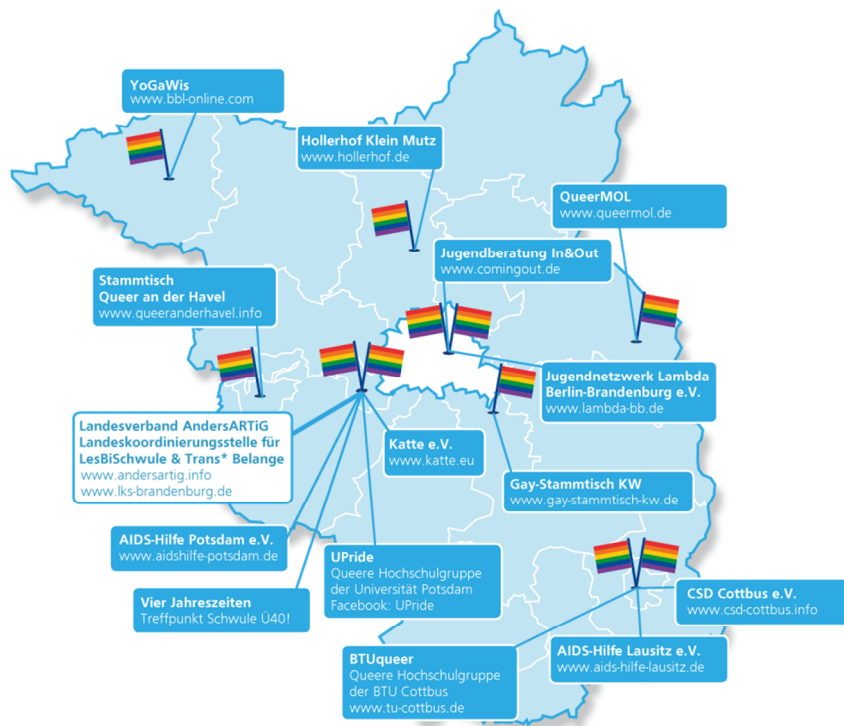 YoGaWis
www.bbl-online.com
Hollerhof Klein Mutz
www.hollerhof.de
QueerMOL
www.queermol.de
Jugendberatung In&Out
www.comingout.de
Stammtisch
Queer an der Havel
www.queeranderhavel.info
Jugendnetzwerk Lambda
Berlin-Brandenburg e.V.
www.lambda-bb.de
Landesverband AndersARTiG
Landeskoordinierungsstelle für
LesBiSchwule & Trans* Belange
www.andersartig.info
www.lks-brandenburg.de
Katte e.V.
www.katte.eu
Gay-Stammtisch KW
www.gay-stammtisch-kw.de
AIDS-Hilfe Potsdam e.V.
www.aidshilfe-potsdam.de
UPride
Queere Hochschulgruppe
der Universität Potsdam
Facebook: UPride
Vier Jahreszeiten
Treffpunkt Schwule Ü40!
CSD Cottbus e.V.
www.csd-cottbus.info
AIDS-Hilfe Lausitz e.V.
www.aids-hilfe-lausitz.de
BTUqueer
Queere Hochschulgruppe
der BTU Cottbus
www.tu-cottbus.de